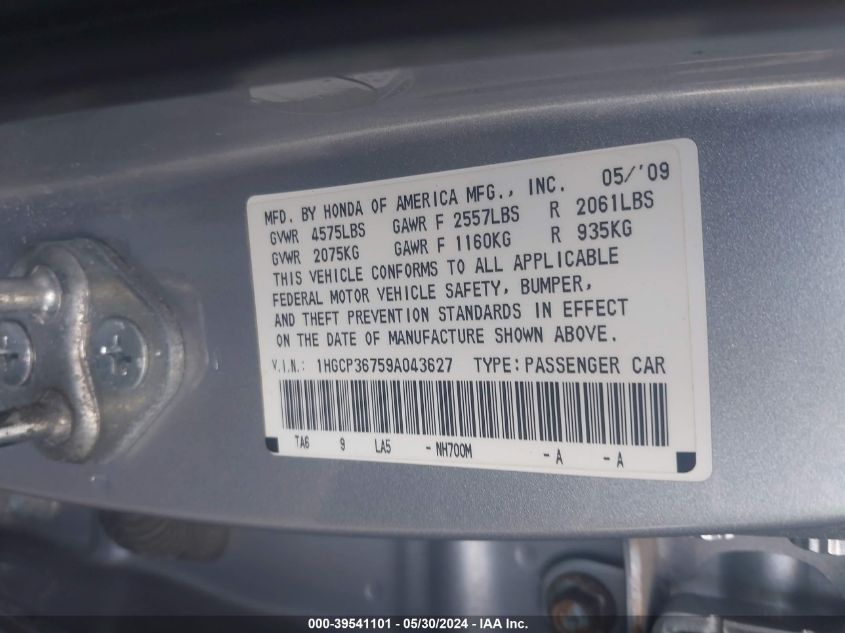 MFD. BY HONDA OF AMERICA MFG., INC. 05/'09
GVWR 4575LBS GAWR F 2557LBS R 2061LBS
GVWR 2075KG GAWR F 1160KG R 935KG
THIS VEHICLE CONFORMS TO ALL APPLICABLE
FEDERAL MOTOR VEHICLE SAFETY, BUMPER,
AND THEFT PREVENTION STANDARDS IN EFFECT
ON THE DATE OF MANUFACTURE SHOWN ABOVE.
V.I.N.: 1HGCP36759A043627 TYPE: PASSENGER CAR
TA6 9 LA5 -NH700M -A -A
000-39541101 / 05/30/2024 - IAA Inc.